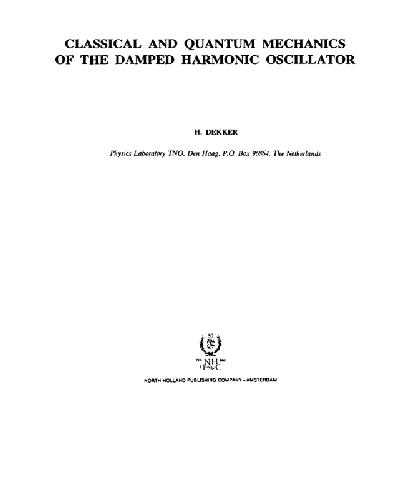 CLASSICAL AND QUANTUM MECHANICS
OF THE DAMPED HARMONIC OSCILLATOR
H. DEKKER
Physics Laboratory TNO, Den Haag, P.O. Box 96864, The Netherlands
NORTH HOLLAND PUBLISHING COMPANY - AMSTERDAM